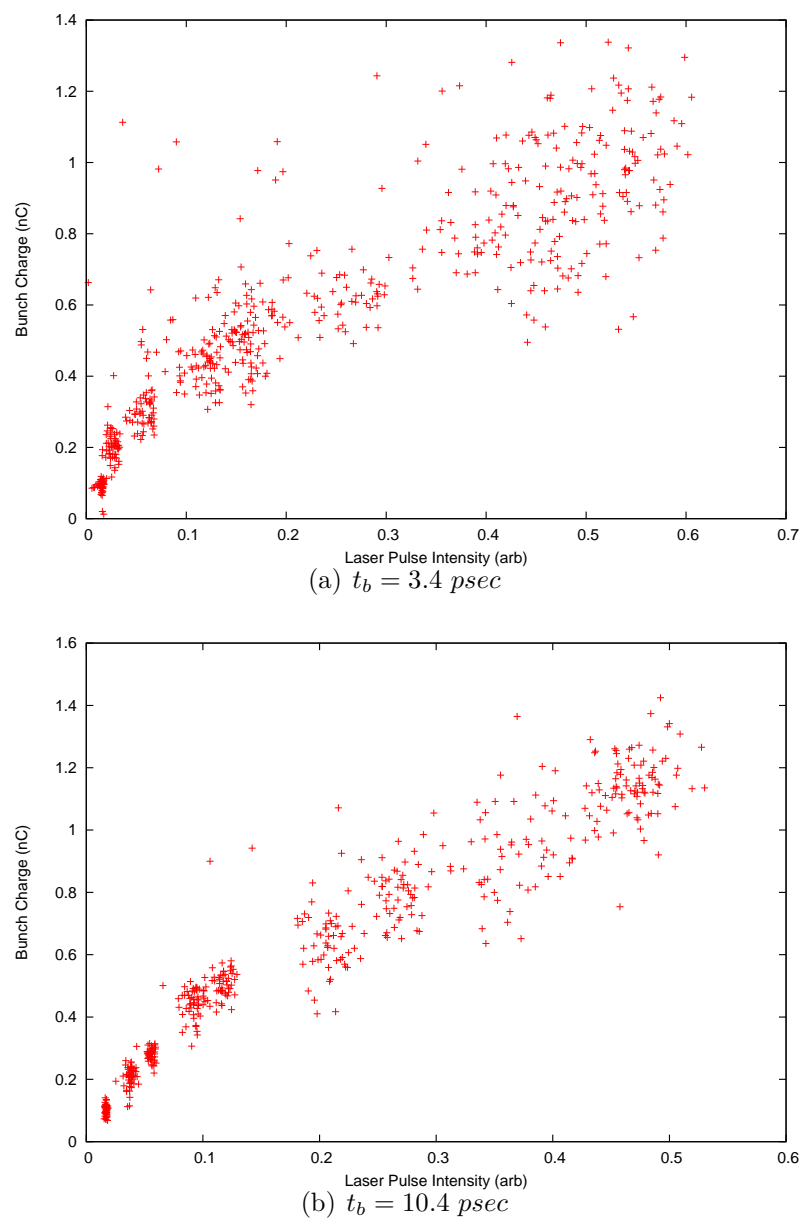 1.4
1.2
1
0.8
0.6
0.4
0.2
0
Bunch Charge (nC)
0 0.1 0.2 0.3 0.4 0.5 0.6 0.7
Laser Pulse Intensity (arb)
(a) t_b = 3.4 psec
1.6
1.4
1.2
1
0.8
0.6
0.4
0.2
0
Bunch Charge (nC)
0 0.1 0.2 0.3 0.4 0.5 0.6
Laser Pulse Intensity (arb)
(b) t_b = 10.4 psec